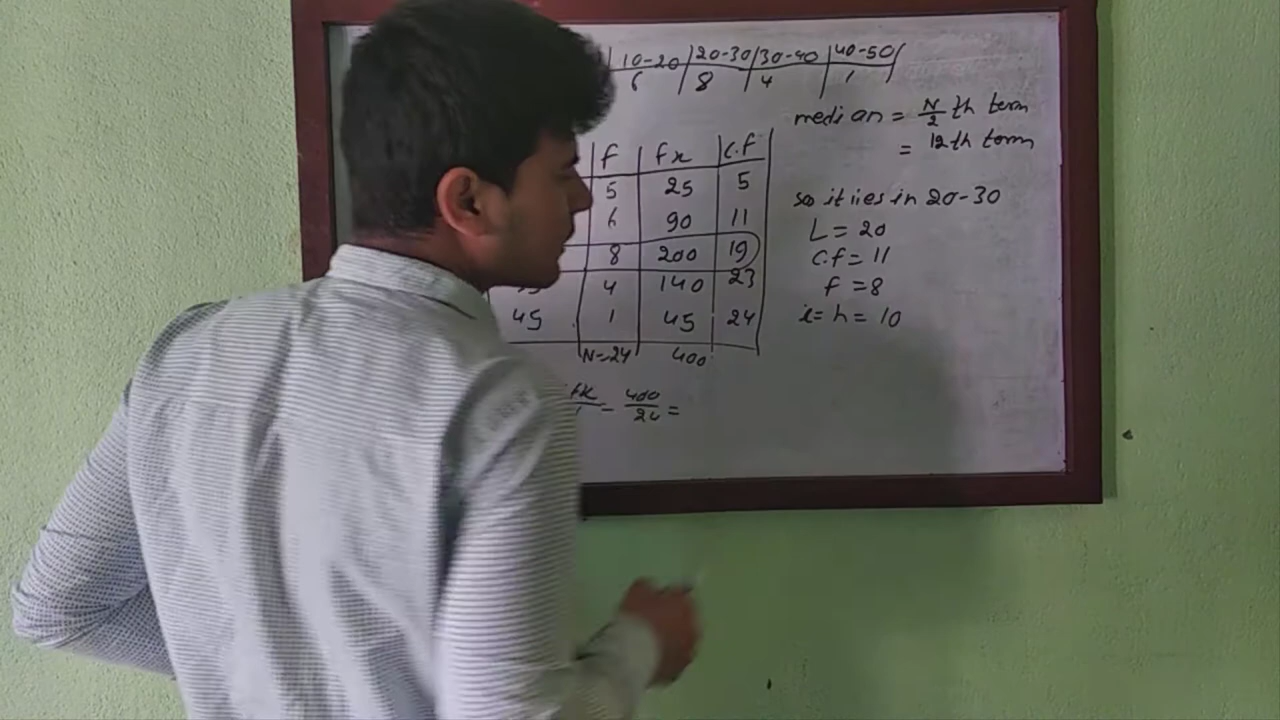 10-20 | 20-30 | 30-40 | 40-50
6 | 8 | 4 | 1
median = N/2 th term
= 12th term
f | fx | C.f
5 | 25 | 5
6 | 90 | 11
8 | 200 | 19
4 | 140 | 23
45 | 1 | 45 | 24
N=24 | 400
so it lies in 20-30
L = 20
c.f = 11
f = 8
i= h = 10
400/24 =